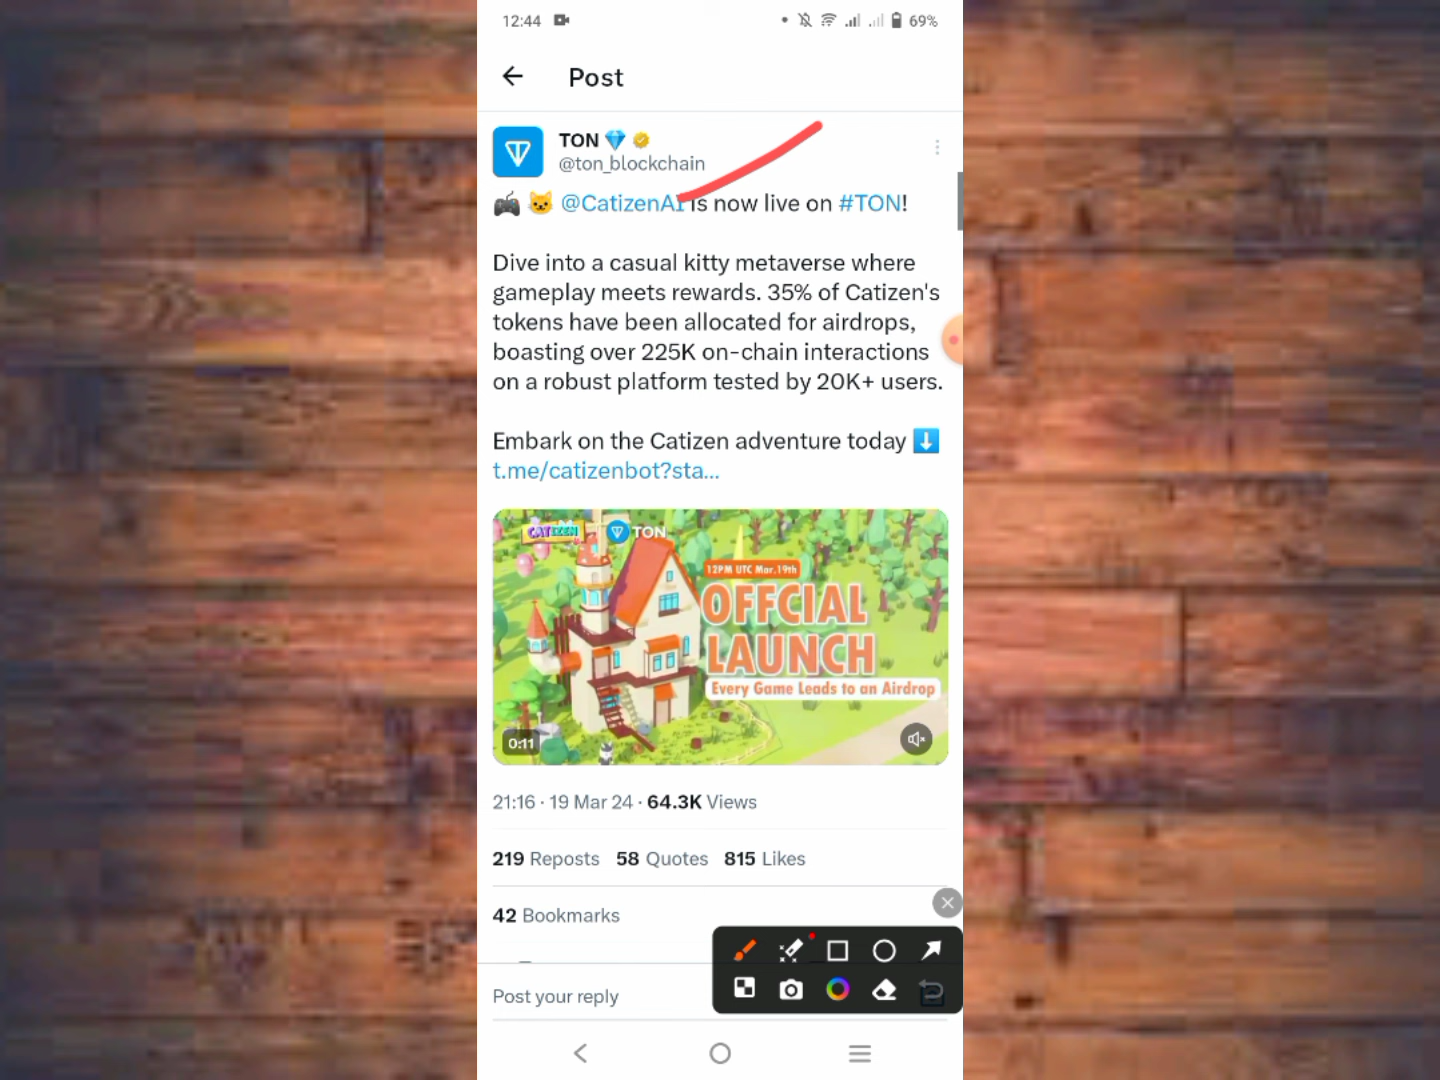 12:44
69%
Post
TON
@ton_blockchain
@CatizenAI is now live on #TON!
Dive into a casual kitty metaverse where
gameplay meets rewards. 35% of Catizen's
tokens have been allocated for airdrops,
boasting over 225K on-chain interactions
on a robust platform tested by 20K+ users.
Embark on the Catizen adventure today
t.me/catizenbot?sta...
CATIZEN TON
12PM UTC Mar.19th
OFFCIAL
LAUNCH
Every Game Leads to an Airdrop
0:11
21:16 · 19 Mar 24 · 64.3K Views
219 Reposts 58 Quotes 815 Likes
42 Bookmarks
Post your reply